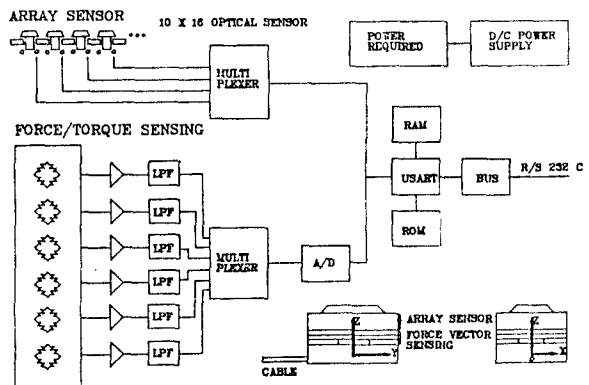 ARRAY SENSOR
10 X 16 OPTICAL SENSOR
POWER
REQUIRED
D/C POWER
SUPPLY
MULTI
PLEXER
FORCE/TORQUE SENSING
RAM
USART
BUS
R/S 232 C
ROM
LPF
LPF
LPF
LPF
LPF
LPF
MULTI
PLEXER
A/D
Z
Y
ARRAY SENSOR
FORCE VECTOR
SENSING
Z
X
CABLE